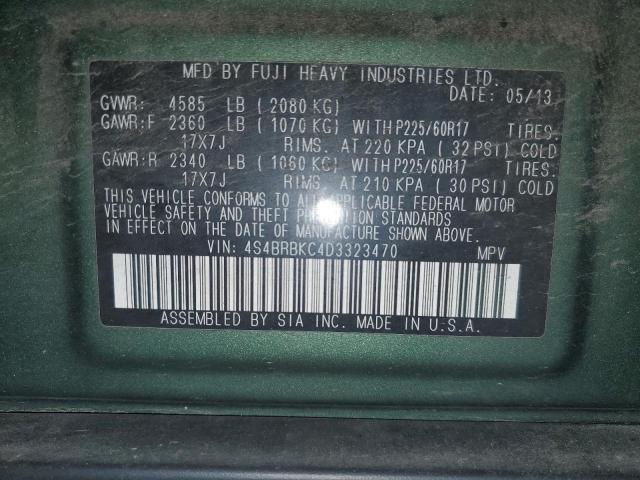 MFD BY FUJI HEAVY INDUSTRIES LTD.
DATE: 05/13
GVWR: 4585 LB (2080 KG)
GAWR:F 2360 LB (1070 KG) WITH P225/60R17 TIRES.
17X7J RIMS. AT 220 KPA (32 PSI) COLD
GAWR:R 2340 LB (1060 KG) WITH P225/60R17 TIRES.
17X7J RIMS. AT 210 KPA (30 PSI) COLD
THIS VEHICLE CONFORMS TO ALL APPLICABLE FEDERAL MOTOR
VEHICLE SAFETY AND THEFT PREVENTION STANDARDS
IN EFFECT ON THE DATE OF MANUFACTURE SHOWN ABOVE.
VIN: 4S4BRBKC4D3323470 MPV
ASSEMBLED BY SIA INC. MADE IN U.S.A.